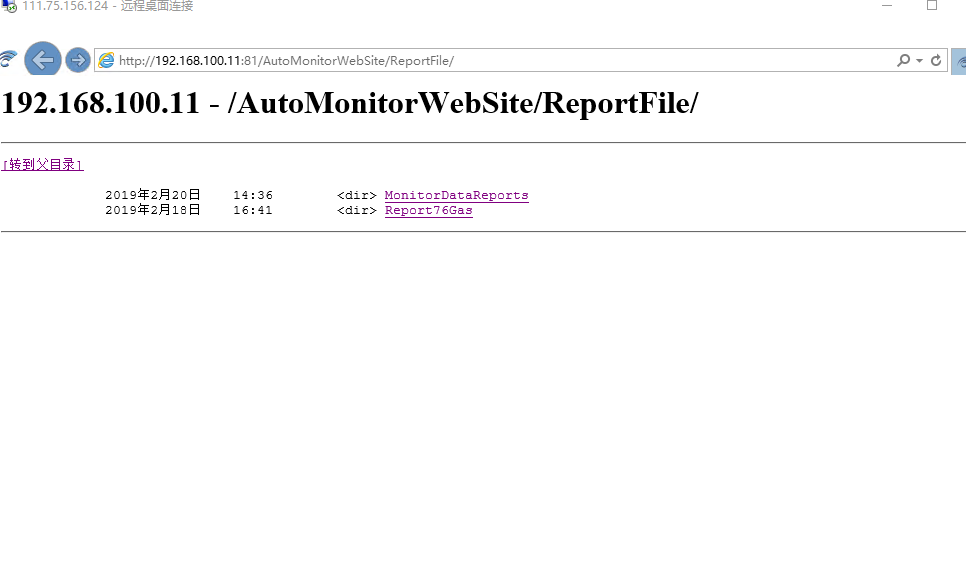 111.75.156.124 - 远程桌面连接
http://192.168.100.11:81/AutoMonitorWebSite/ReportFile/
192.168.100.11 - /AutoMonitorWebSite/ReportFile/
[转到父目录]
2019年2月20日 14:36 <dir> MonitorDataReports
2019年2月18日 16:41 <dir> Report76Gas